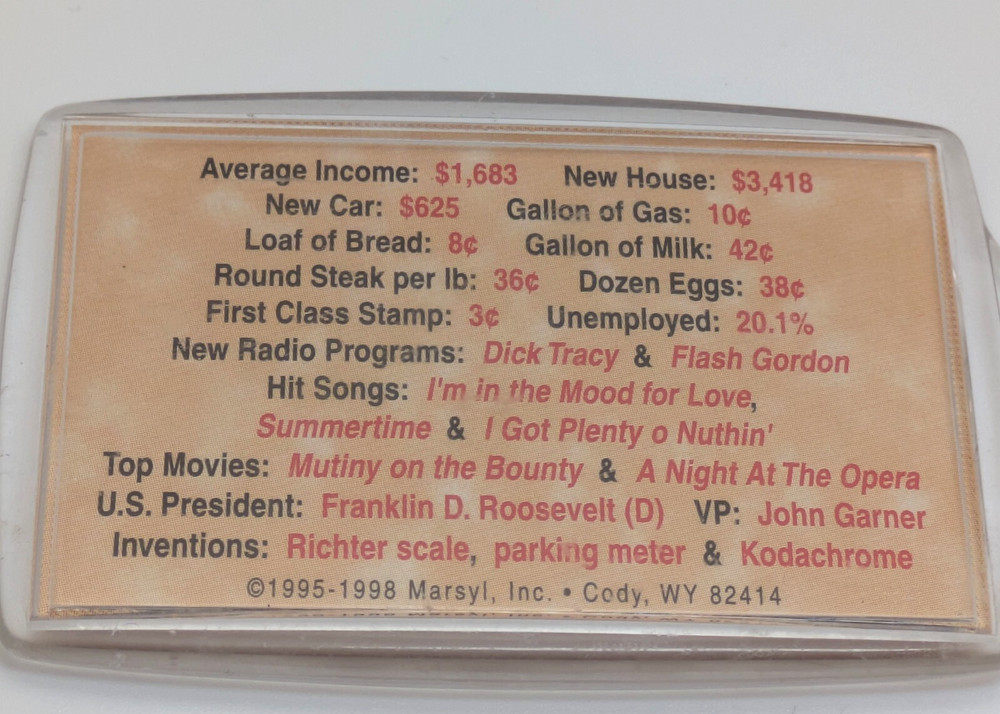 Average Income: $1,683 New House: $3,418
New Car: $625 Gallon of Gas: 10¢
Loaf of Bread: 8¢ Gallon of Milk: 42¢
Round Steak per lb: 36¢ Dozen Eggs: 38¢
First Class Stamp: 3¢ Unemployed: 20.1%
New Radio Programs: Dick Tracy & Flash Gordon
Hit Songs: I'm in the Mood for Love,
Summertime & I Got Plenty o Nuthin'
Top Movies: Mutiny on the Bounty & A Night At The Opera
U.S. President: Franklin D. Roosevelt (D) VP: John Garner
Inventions: Richter scale, parking meter & Kodachrome
©1995-1998 Marsyl, Inc. • Cody, WY 82414